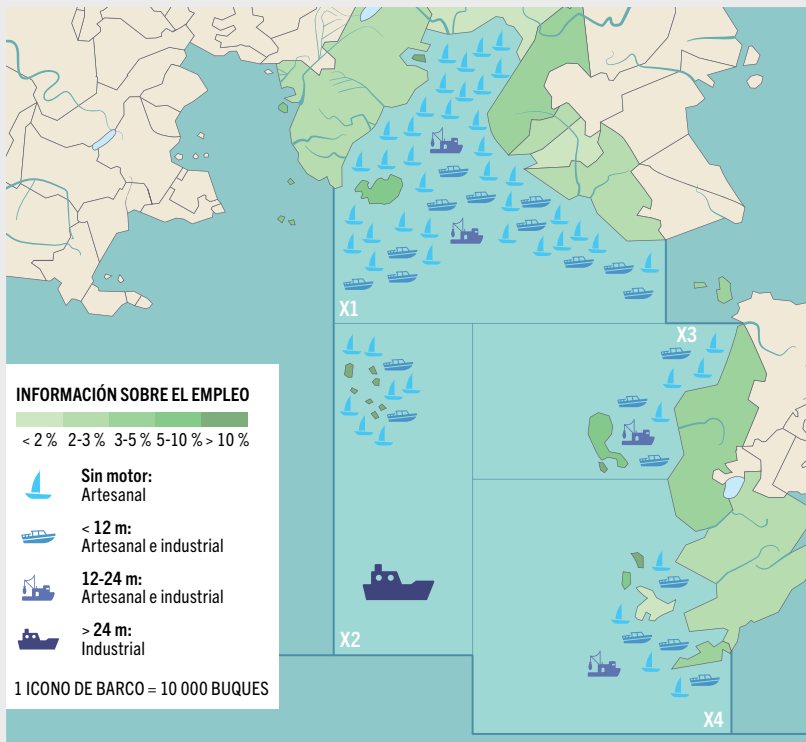 X1
X3
INFORMACIÓN SOBRE EL EMPLEO
< 2 % 2-3 % 3-5 % 5-10 % > 10 %
Sin motor:
Artesanal
< 12 m:
Artesanal e industrial
12-24 m:
Artesanal e industrial
> 24 m:
Industrial
1 ICONO DE BARCO = 10 000 BUQUES
X2
X4